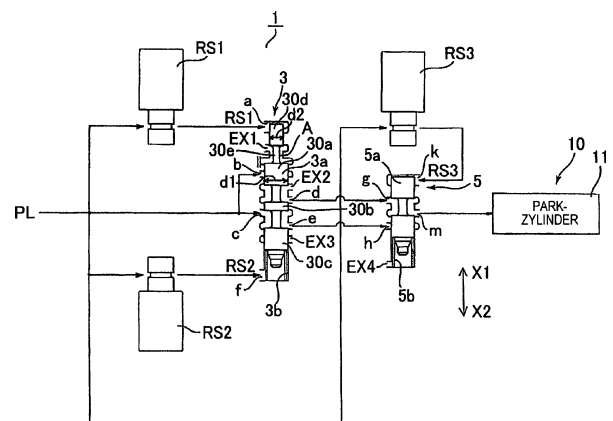 1
RS1
RS3
3
a
30d
d2
RS1
EX1
A
30e
30a
b
3a
d1
EX2
d
PL
30b
c
e
EX3
RS2
30c
f
3b
RS2
k
5a
RS3
5
g
h
m
EX4
5b
10
11
PARK-
ZYLINDER
X1
X2